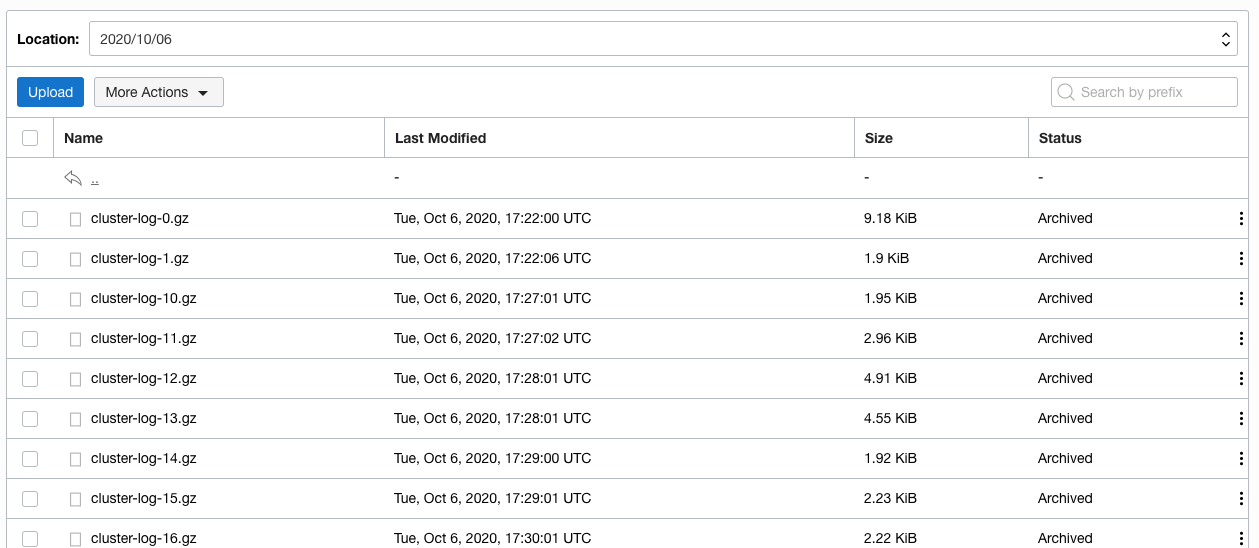 Location: 2020/10/06
Upload More Actions Search by prefix
Name Last Modified Size Status
.. - - -
cluster-log-0.gz Tue, Oct 6, 2020, 17:22:00 UTC 9.18 KiB Archived
cluster-log-1.gz Tue, Oct 6, 2020, 17:22:06 UTC 1.9 KiB Archived
cluster-log-10.gz Tue, Oct 6, 2020, 17:27:01 UTC 1.95 KiB Archived
cluster-log-11.gz Tue, Oct 6, 2020, 17:27:02 UTC 2.96 KiB Archived
cluster-log-12.gz Tue, Oct 6, 2020, 17:28:01 UTC 4.91 KiB Archived
cluster-log-13.gz Tue, Oct 6, 2020, 17:28:01 UTC 4.55 KiB Archived
cluster-log-14.gz Tue, Oct 6, 2020, 17:29:00 UTC 1.92 KiB Archived
cluster-log-15.gz Tue, Oct 6, 2020, 17:29:01 UTC 2.23 KiB Archived
cluster-log-16.gz Tue, Oct 6, 2020, 17:30:01 UTC 2.22 KiB Archived